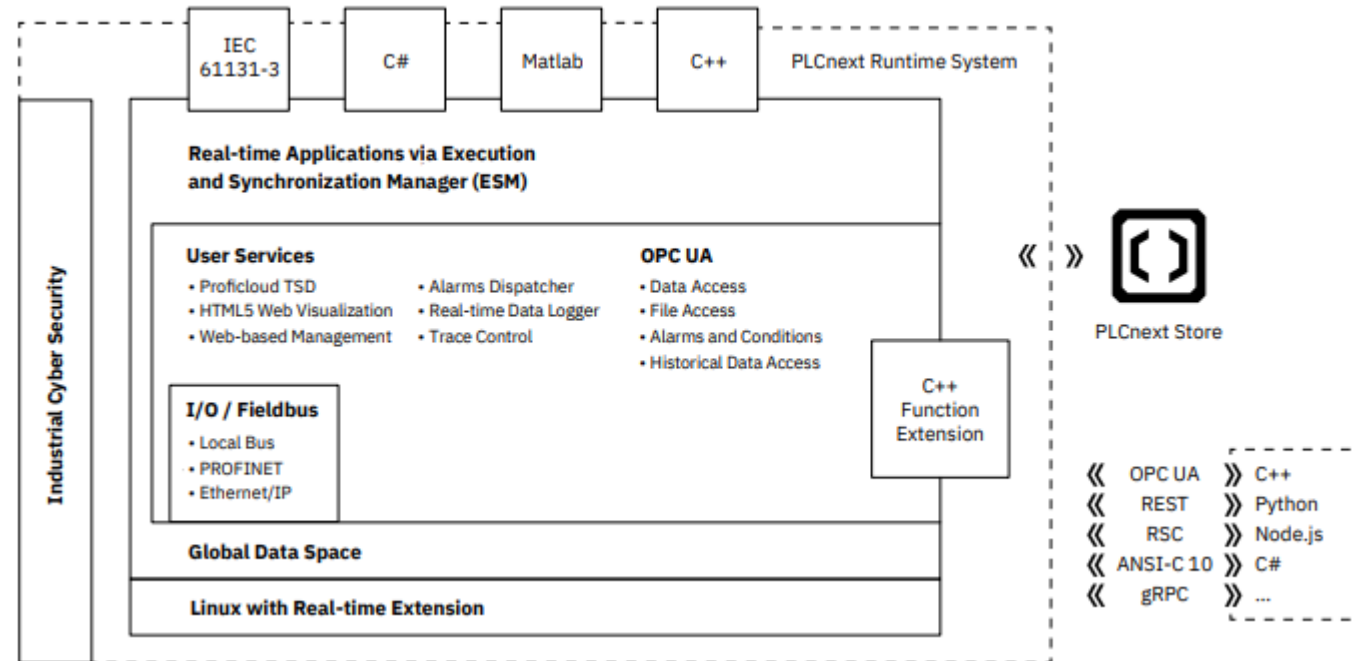 IEC
61131-3
C#
Matlab
C++
PLCnext Runtime System
Industrial Cyber Security
Real-time Applications via Execution
and Synchronization Manager (ESM)
User Services
• Proficloud TSD
• HTML5 Web Visualization
• Web-based Management
• Alarms Dispatcher
• Real-time Data Logger
• Trace Control
OPC UA
• Data Access
• File Access
• Alarms and Conditions
• Historical Data Access
I/O / Fieldbus
• Local Bus
• PROFINET
• Ethernet/IP
C++
Function
Extension
Global Data Space
Linux with Real-time Extension
PLCnext Store
OPC UA C++
REST Python
RSC Node.js
ANSI-C 10 C#
gRPC ...